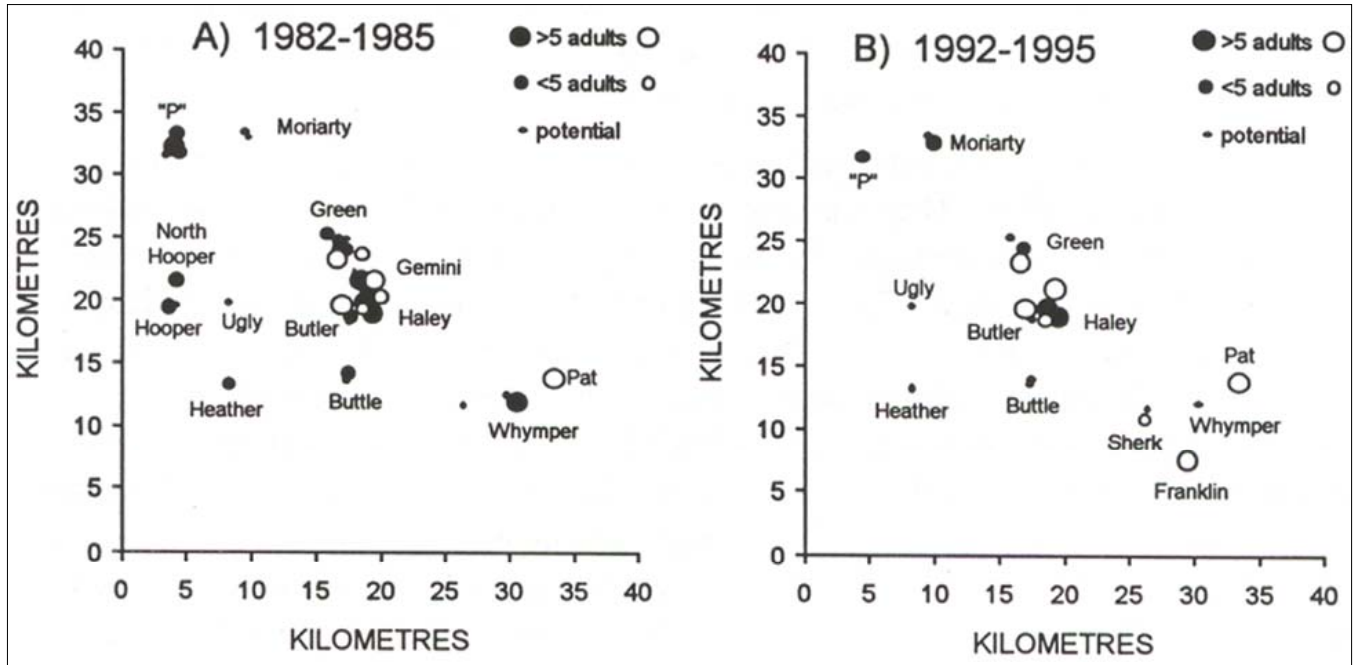 A) 1982-1985
>5 adults
<5 adults
potential
KILOMETRES
40
35
30
25
20
15
10
5
0
"P"
Moriarty
Green
North
Hooper
Gemini
Hooper
Ugly
Butler
Haley
Heather
Buttle
Pat
Whymper
0 5 10 15 20 25 30 35 40
KILOMETRES
B) 1992-1995
>5 adults
<5 adults
potential
KILOMETRES
40
35
30
25
20
15
10
5
0
Moriarty
"P"
Green
Ugly
Butler
Haley
Pat
Heather
Buttle
Whymper
Sherk
Franklin
0 5 10 15 20 25 30 35 40
KILOMETRES